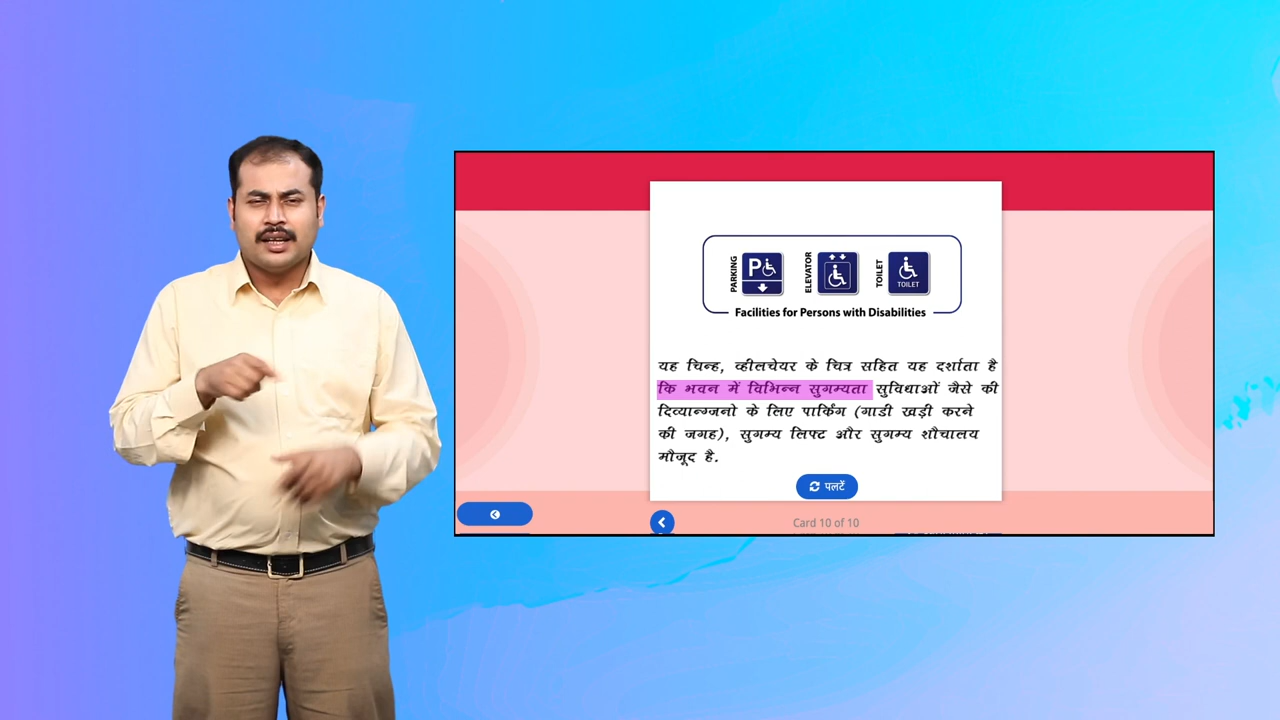 PARKING
P
ELEVATOR
TOILET
TOILET
Facilities for Persons with Disabilities
यह चिन्ह, व्हीलचेयर के चित्र सहित यह दर्शाता है
कि भवन में विभिन्न सुगम्यता सुविधाओं जैसे की
दिव्यान्ग्जनो के लिए पार्किंग (गाडी खड़ी करने
की जगह), सुगम्य लिफ्ट और सुगम्य शौचालय
मौजूद है.
पलटें
Card 10 of 10